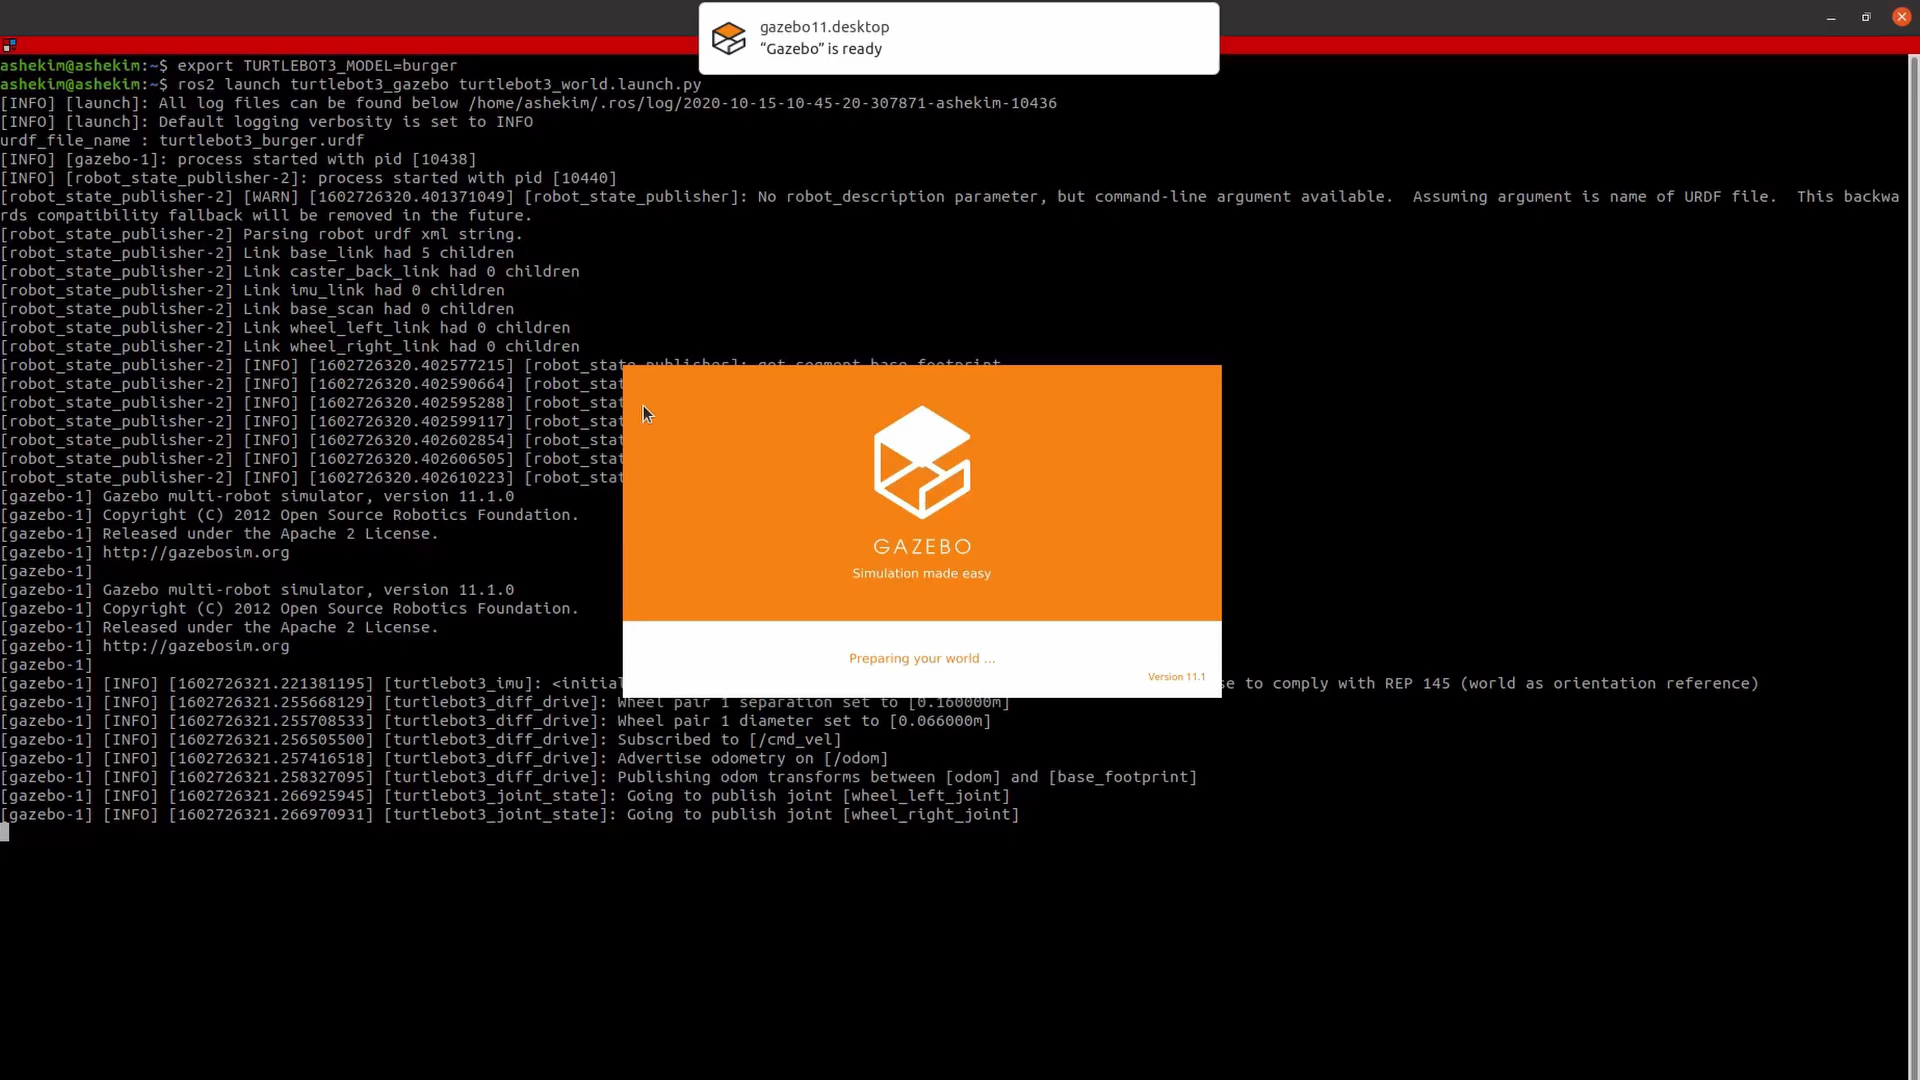 gazebo11.desktop
“Gazebo” is ready
ashekim@ashekim:~$ export TURTLEBOT3_MODEL=burger
ashekim@ashekim:~$ ros2 launch turtlebot3_gazebo turtlebot3_world.launch.py
[INFO] [launch]: All log files can be found below /home/ashekim/.ros/log/2020-10-15-10-45-20-307871-ashekim-10436
[INFO] [launch]: Default logging verbosity is set to INFO
urdf_file_name : turtlebot3_burger.urdf
[INFO] [gazebo-1]: process started with pid [10438]
[INFO] [robot_state_publisher-2]: process started with pid [10440]
[robot_state_publisher-2] [WARN] [1602726320.401371049] [robot_state_publisher]: No robot_description parameter, but command-line argument available.  Assuming argument is name of URDF file.  This backwa
rds compatibility fallback will be removed in the future.
[robot_state_publisher-2] Parsing robot urdf xml string.
[robot_state_publisher-2] Link base_link had 5 children
[robot_state_publisher-2] Link caster_back_link had 0 children
[robot_state_publisher-2] Link imu_link had 0 children
[robot_state_publisher-2] Link base_scan had 0 children
[robot_state_publisher-2] Link wheel_left_link had 0 children
[robot_state_publisher-2] Link wheel_right_link had 0 children
[robot_state_publisher-2] [INFO] [1602726320.402577215] [robot_state_publisher]: got segment base_footprint
[robot_state_publisher-2] [INFO] [1602726320.402590664] [robot_stat
[robot_state_publisher-2] [INFO] [1602726320.402595288] [robot_stat
[robot_state_publisher-2] [INFO] [1602726320.402599117] [robot_stat
[robot_state_publisher-2] [INFO] [1602726320.402602854] [robot_stat
[robot_state_publisher-2] [INFO] [1602726320.402606505] [robot_stat
[robot_state_publisher-2] [INFO] [1602726320.402610223] [robot_stat
[gazebo-1] Gazebo multi-robot simulator, version 11.1.0
[gazebo-1] Copyright (C) 2012 Open Source Robotics Foundation.
[gazebo-1] Released under the Apache 2 License.
[gazebo-1] http://gazebosim.org
[gazebo-1]
[gazebo-1] Gazebo multi-robot simulator, version 11.1.0
[gazebo-1] Copyright (C) 2012 Open Source Robotics Foundation.
[gazebo-1] Released under the Apache 2 License.
[gazebo-1] http://gazebosim.org
[gazebo-1]
[gazebo-1] [INFO] [1602726321.221381195] [turtlebot3_imu]: <initial se to comply with REP 145 (world as orientation reference)
[gazebo-1] [INFO] [1602726321.255668129] [turtlebot3_diff_drive]: Wheel pair 1 separation set to [0.160000m]
[gazebo-1] [INFO] [1602726321.255708533] [turtlebot3_diff_drive]: Wheel pair 1 diameter set to [0.066000m]
[gazebo-1] [INFO] [1602726321.256505500] [turtlebot3_diff_drive]: Subscribed to [/cmd_vel]
[gazebo-1] [INFO] [1602726321.257416518] [turtlebot3_diff_drive]: Advertise odometry on [/odom]
[gazebo-1] [INFO] [1602726321.258327095] [turtlebot3_diff_drive]: Publishing odom transforms between [odom] and [base_footprint]
[gazebo-1] [INFO] [1602726321.266925945] [turtlebot3_joint_state]: Going to publish joint [wheel_left_joint]
[gazebo-1] [INFO] [1602726321.266970931] [turtlebot3_joint_state]: Going to publish joint [wheel_right_joint]
GAZEBO
Simulation made easy
Preparing your world ...
Version 11.1